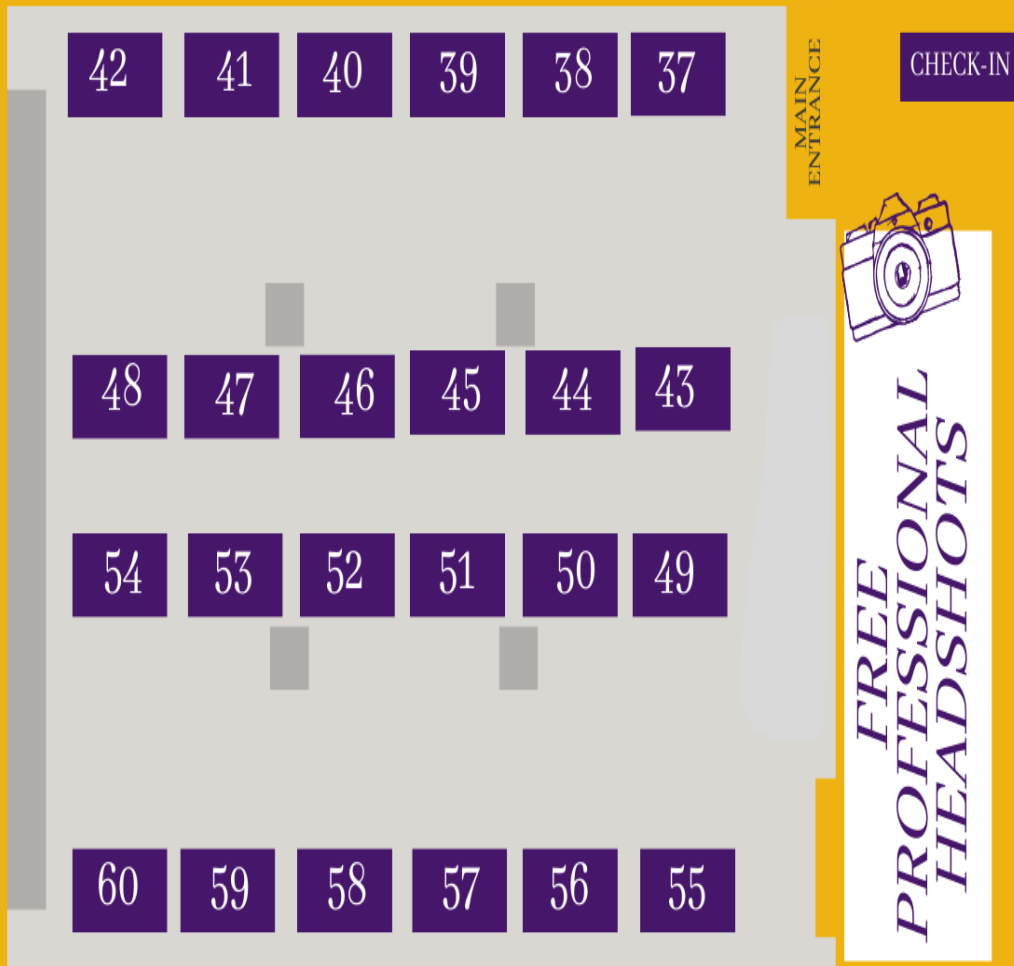 42 41 40 39 38 37
MAIN
ENTRANCE
CHECK-IN
48 47 46 45 44 43
54 53 52 51 50 49
60 59 58 57 56 55
FREE
PROFESSIONAL
HEADSHOTS